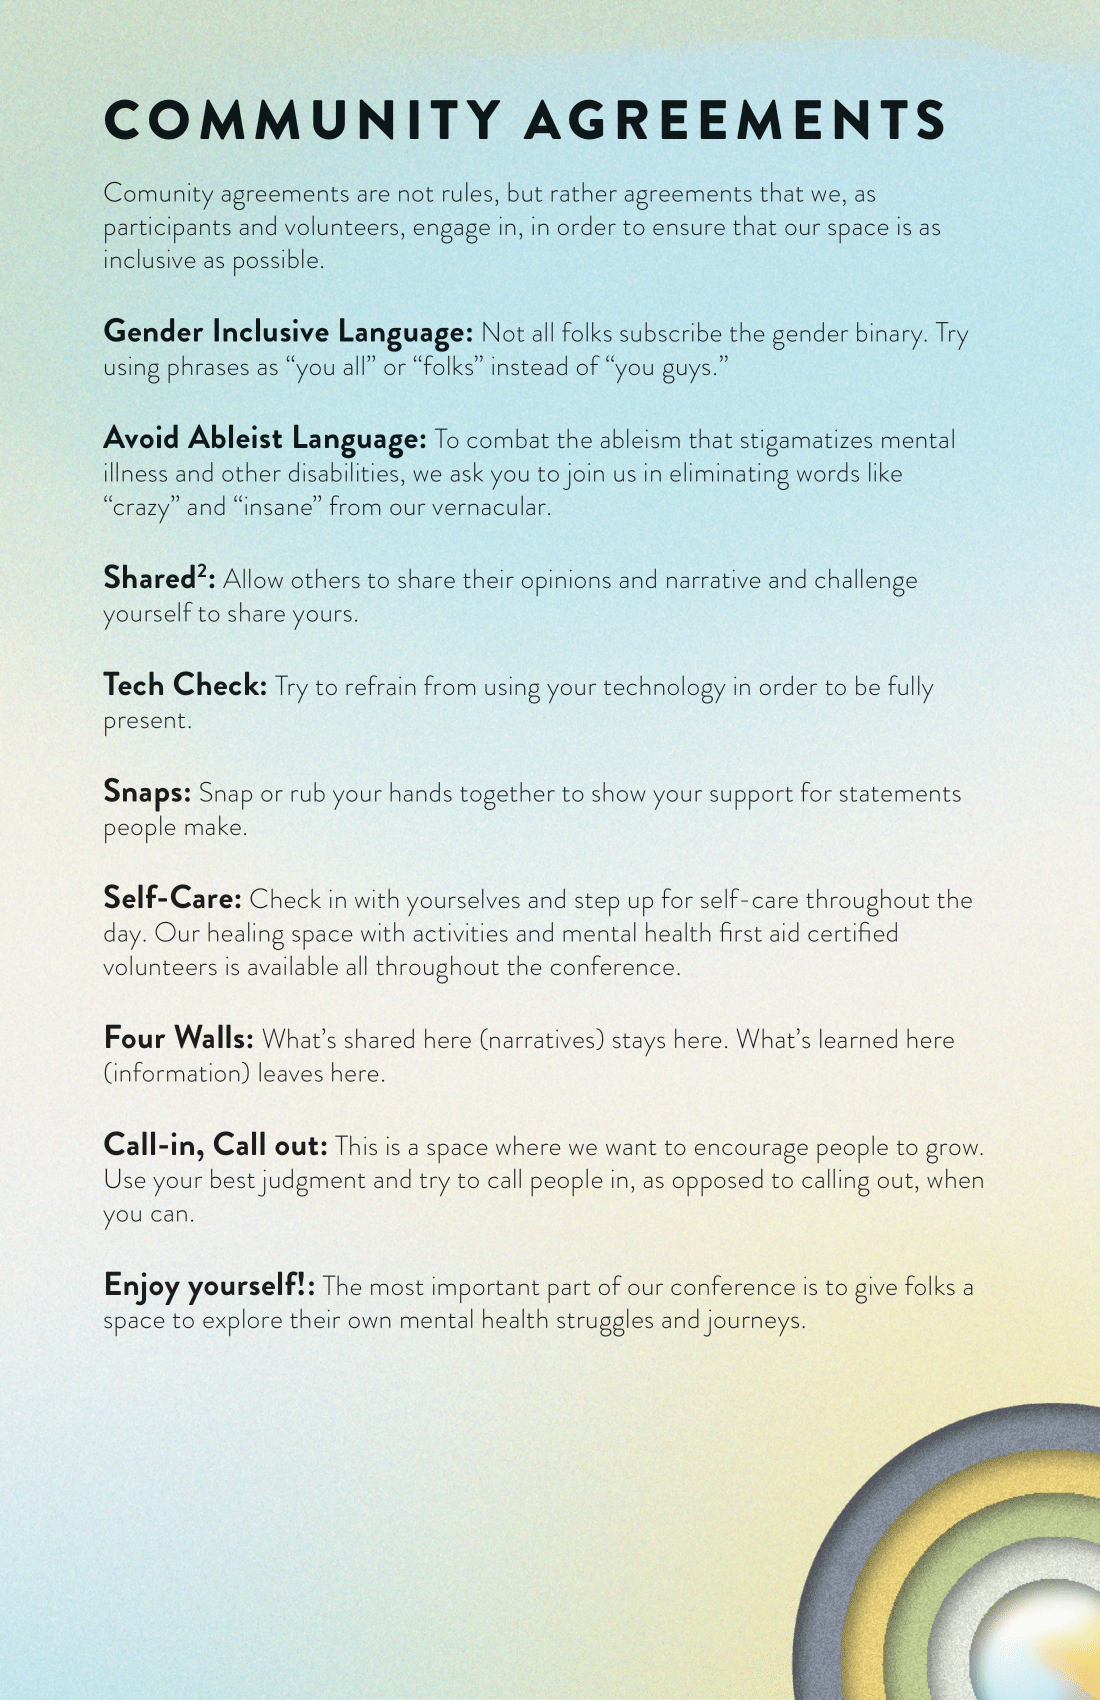 COMMUNITY AGREEMENTS
Comunity agreements are not rules, but rather agreements that we, as
participants and volunteers, engage in, in order to ensure that our space is as
inclusive as possible.
Gender Inclusive Language: Not all folks subscribe the gender binary. Try
using phrases as “you all” or “folks” instead of “you guys.”
Avoid Ableist Language: To combat the ableism that stigamatizes mental
illness and other disabilities, we ask you to join us in eliminating words like
“crazy” and “insane” from our vernacular.
Shared²: Allow others to share their opinions and narrative and challenge
yourself to share yours.
Tech Check: Try to refrain from using your technology in order to be fully
present.
Snaps: Snap or rub your hands together to show your support for statements
people make.
Self-Care: Check in with yourselves and step up for self-care throughout the
day. Our healing space with activities and mental health first aid certified
volunteers is available all throughout the conference.
Four Walls: What’s shared here (narratives) stays here. What’s learned here
(information) leaves here.
Call-in, Call out: This is a space where we want to encourage people to grow.
Use your best judgment and try to call people in, as opposed to calling out, when
you can.
Enjoy yourself!: The most important part of our conference is to give folks a
space to explore their own mental health struggles and journeys.